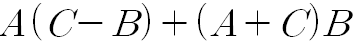 A(C − B) + (A + C)B